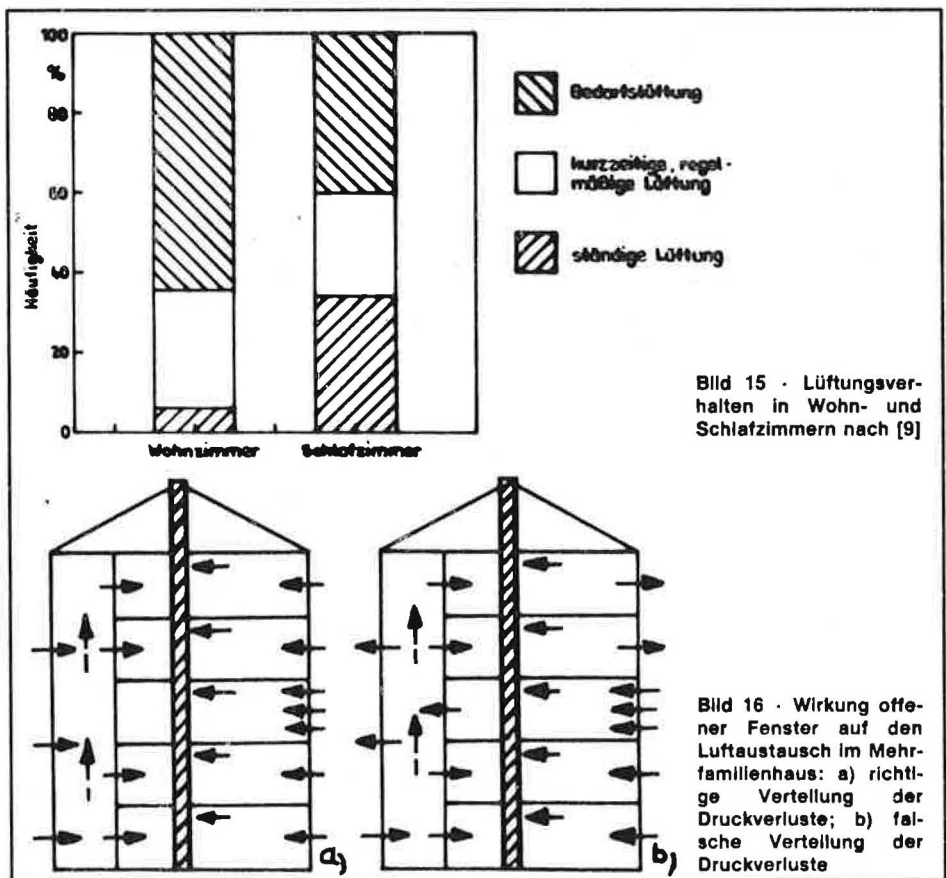 100
%
80
60
40
20
0
Häufigkeit
Wohnzimmer
Schlafzimmer
Bedarfslüftung
kurzzeitige, regel-
mäßige Lüftung
ständige Lüftung
Bild 15 · Lüftungsver-
halten in Wohn- und
Schlafzimmern nach [9]
a)
b)
Bild 16 · Wirkung offe-
ner Fenster auf den
Luftaustausch im Mehr-
familienhaus: a) richti-
ge Verteilung der
Druckverluste; b) fal-
sche Verteilung der
Druckverluste